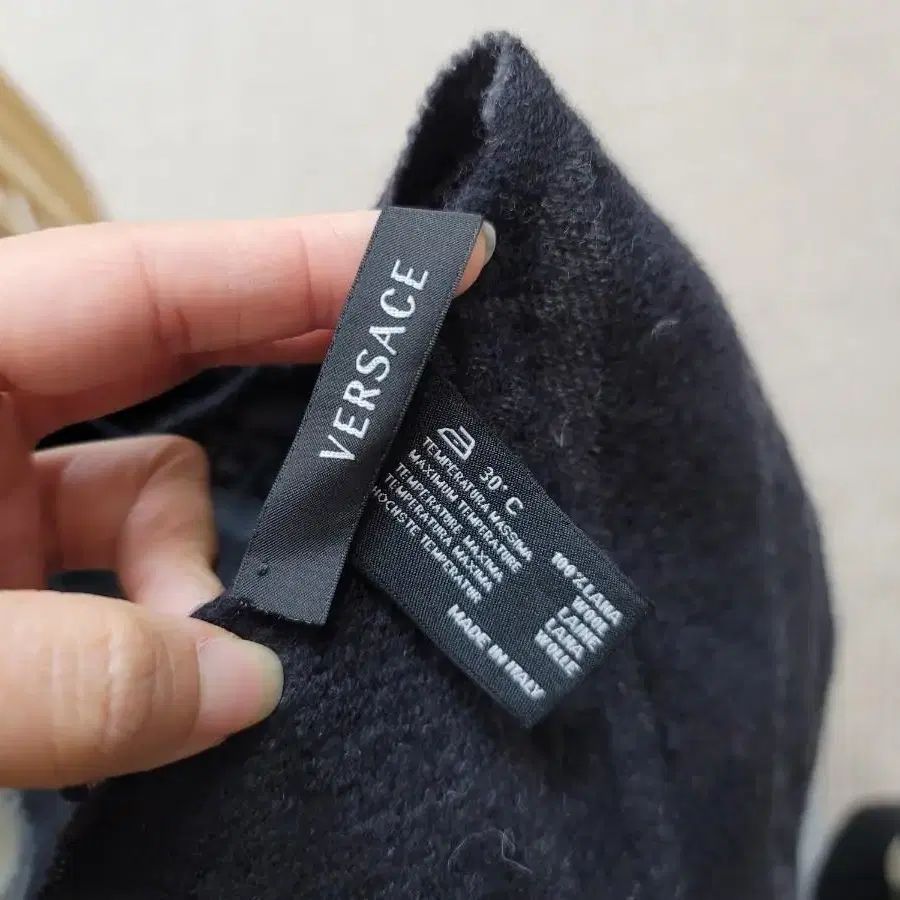 VERSACE
30°C
TEMPERATURA MASSIMA
MAXIMUM TEMPERATURE
TEMPERATURE MAXIMA
TEMPERATURA MAXIMA
HÖCHSTE TEMPERATUR
MADE IN ITALY
100% LANA
WOOL
LAINE
LANA
WOLLE